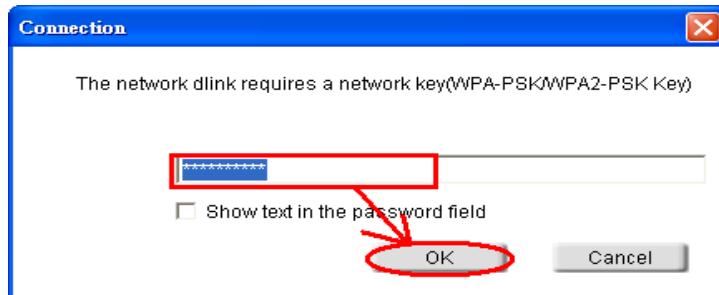 Connection
The network dlink requires a network key(WPA-PSK/WPA2-PSK Key)
**********
Show text in the password field
OK Cancel